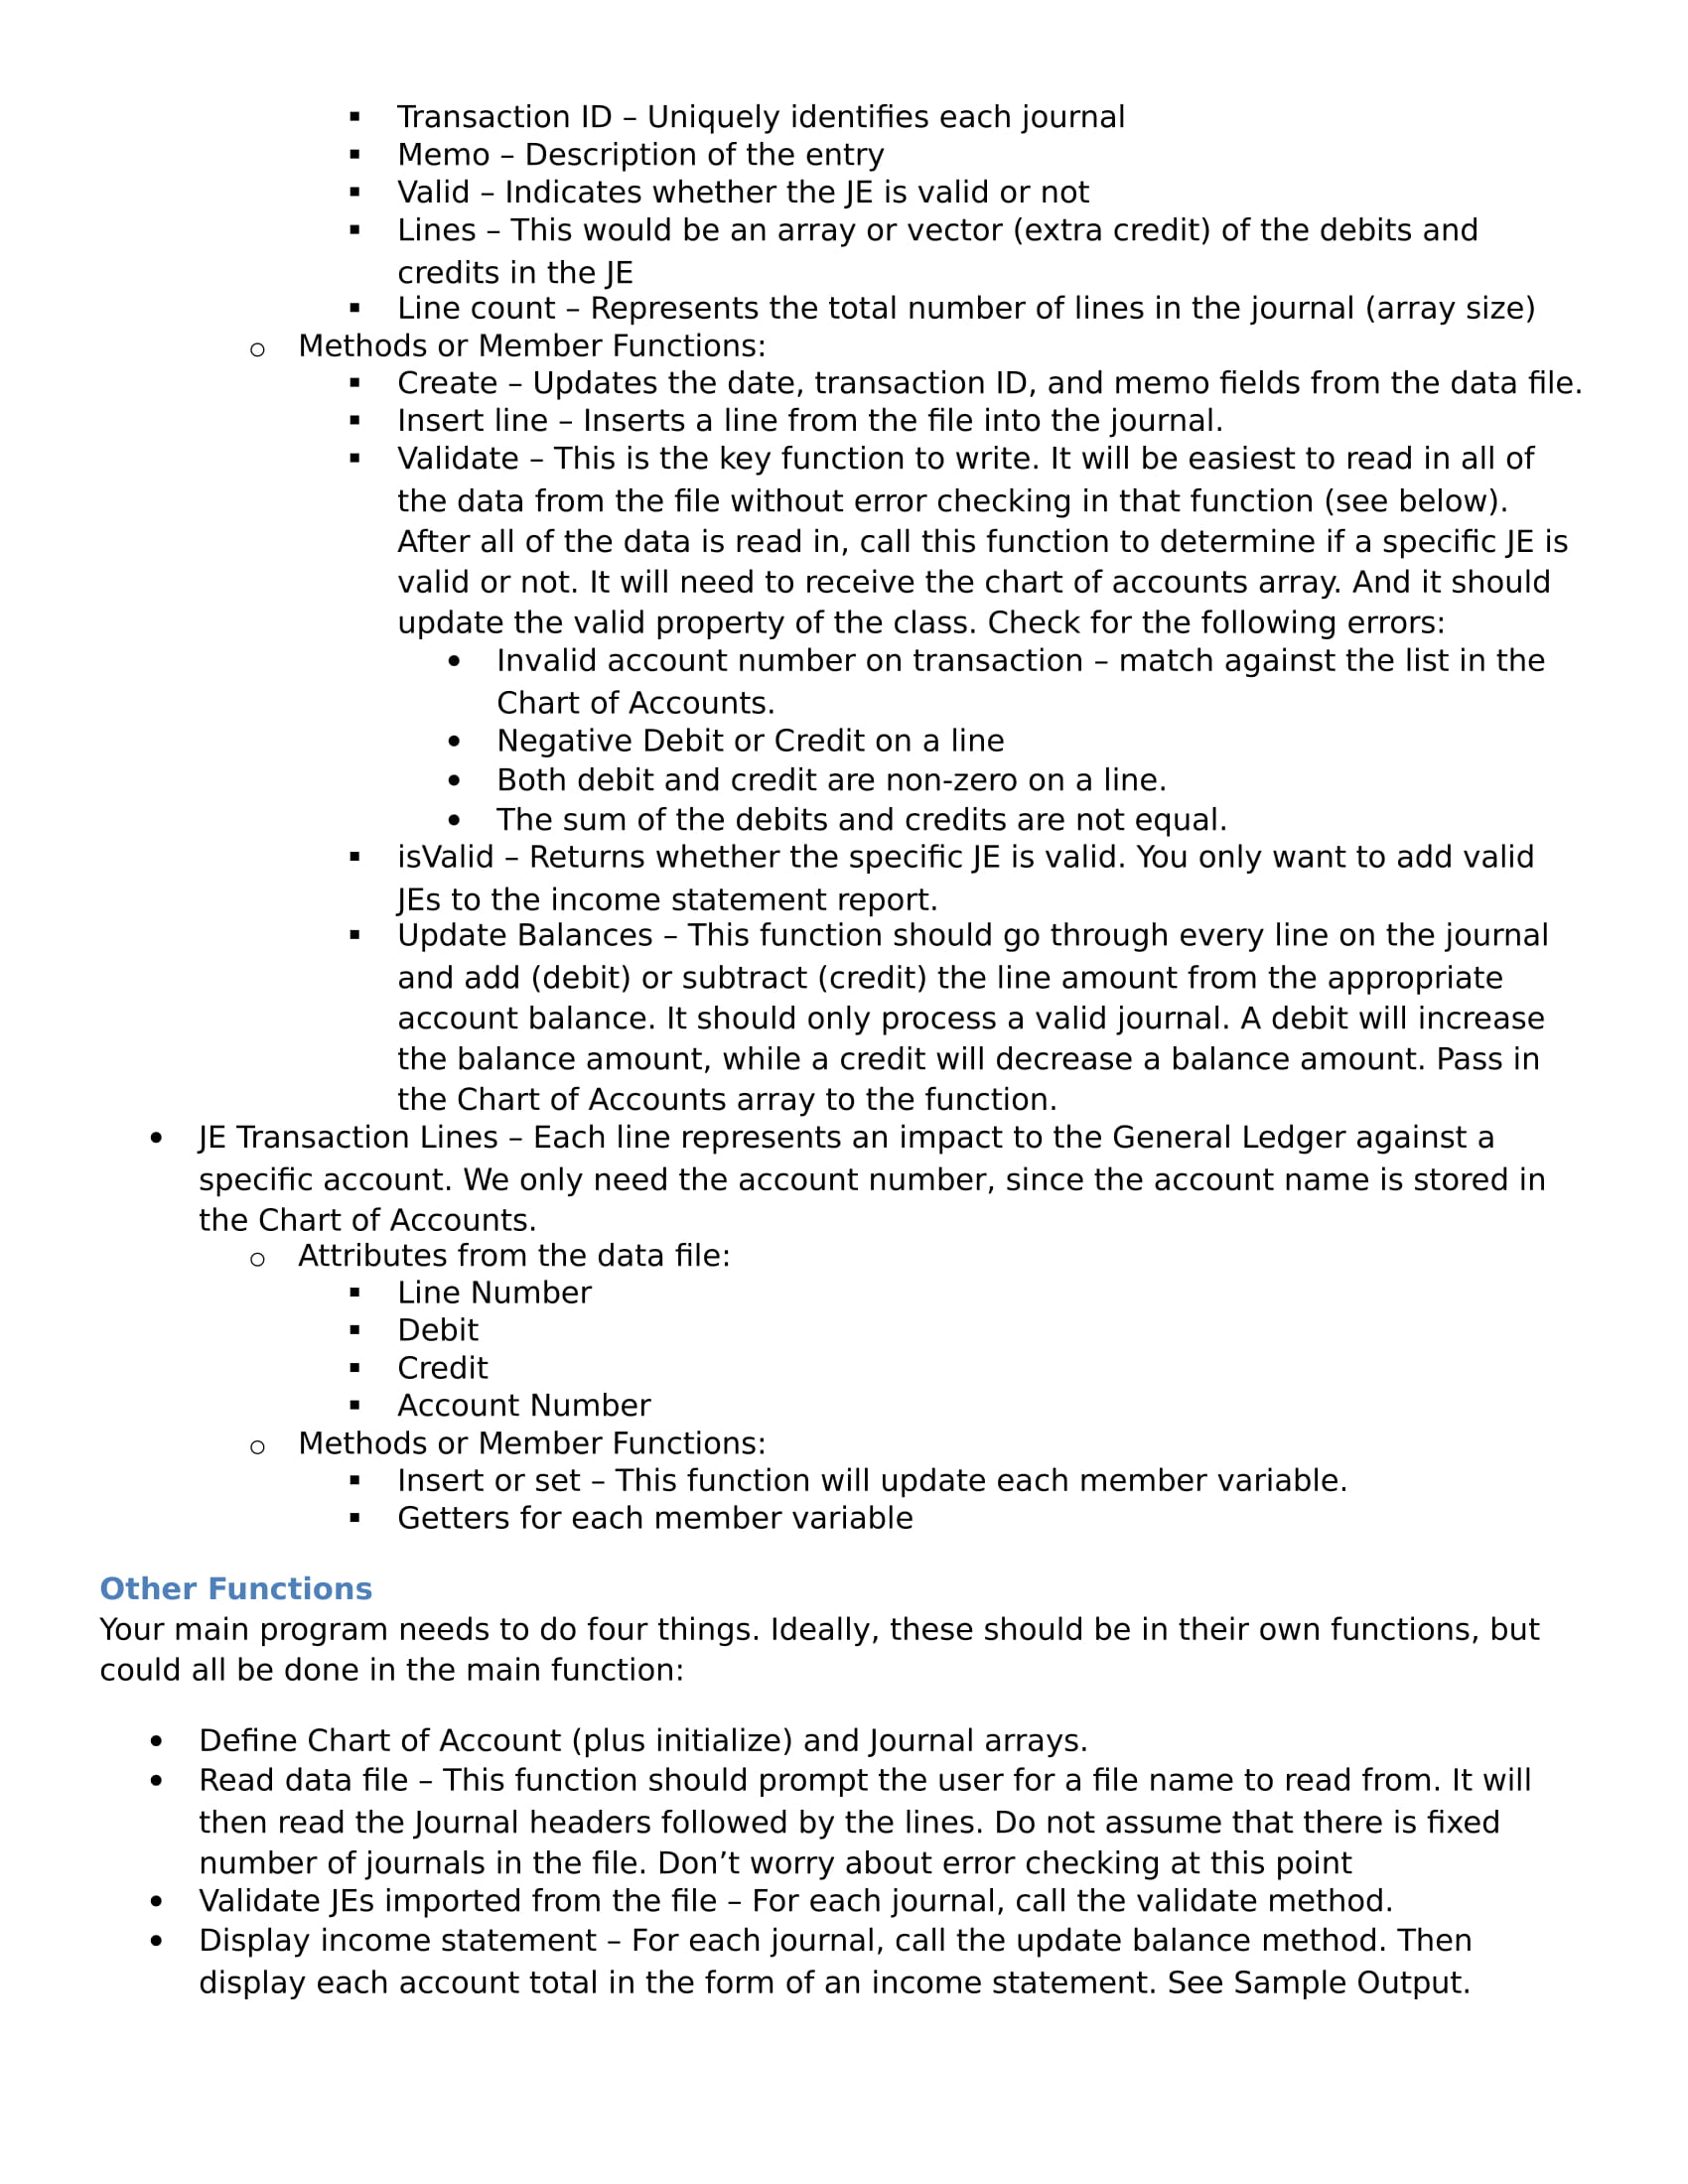 ▪ Transaction ID – Uniquely identifies each journal
▪ Memo – Description of the entry
▪ Valid – Indicates whether the JE is valid or not
▪ Lines – This would be an array or vector (extra credit) of the debits and
credits in the JE
▪ Line count – Represents the total number of lines in the journal (array size)
○ Methods or Member Functions:
▪ Create – Updates the date, transaction ID, and memo fields from the data file.
▪ Insert line – Inserts a line from the file into the journal.
▪ Validate – This is the key function to write. It will be easiest to read in all of
the data from the file without error checking in that function (see below).
After all of the data is read in, call this function to determine if a specific JE is
valid or not. It will need to receive the chart of accounts array. And it should
update the valid property of the class. Check for the following errors:
• Invalid account number on transaction – match against the list in the
Chart of Accounts.
• Negative Debit or Credit on a line
• Both debit and credit are non-zero on a line.
• The sum of the debits and credits are not equal.
▪ isValid – Returns whether the specific JE is valid. You only want to add valid
JEs to the income statement report.
▪ Update Balances – This function should go through every line on the journal
and add (debit) or subtract (credit) the line amount from the appropriate
account balance. It should only process a valid journal. A debit will increase
the balance amount, while a credit will decrease a balance amount. Pass in
the Chart of Accounts array to the function.
• JE Transaction Lines – Each line represents an impact to the General Ledger against a
specific account. We only need the account number, since the account name is stored in
the Chart of Accounts.
○ Attributes from the data file:
▪ Line Number
▪ Debit
▪ Credit
▪ Account Number
○ Methods or Member Functions:
▪ Insert or set – This function will update each member variable.
▪ Getters for each member variable
Other Functions
Your main program needs to do four things. Ideally, these should be in their own functions, but
could all be done in the main function:
• Define Chart of Account (plus initialize) and Journal arrays.
• Read data file – This function should prompt the user for a file name to read from. It will
then read the Journal headers followed by the lines. Do not assume that there is fixed
number of journals in the file. Don’t worry about error checking at this point
• Validate JEs imported from the file – For each journal, call the validate method.
• Display income statement – For each journal, call the update balance method. Then
display each account total in the form of an income statement. See Sample Output.